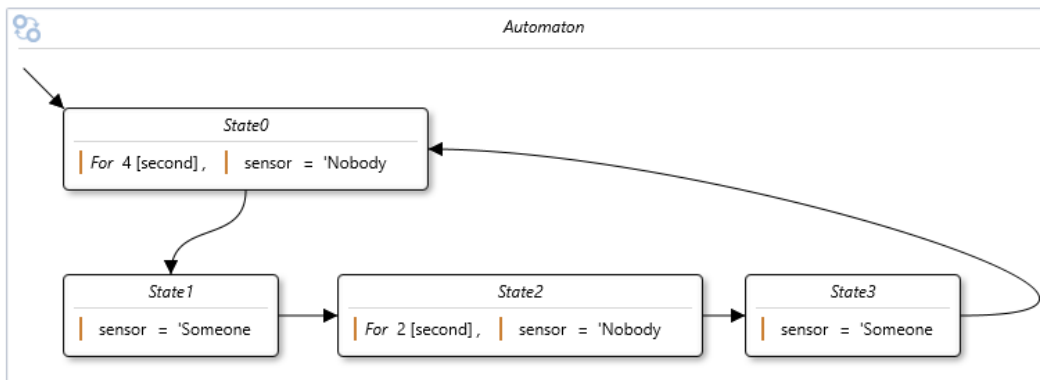 Automaton
State0
For 4 [second] , sensor = 'Nobody
State1
sensor = 'Someone
State2
For 2 [second] , sensor = 'Nobody
State3
sensor = 'Someone